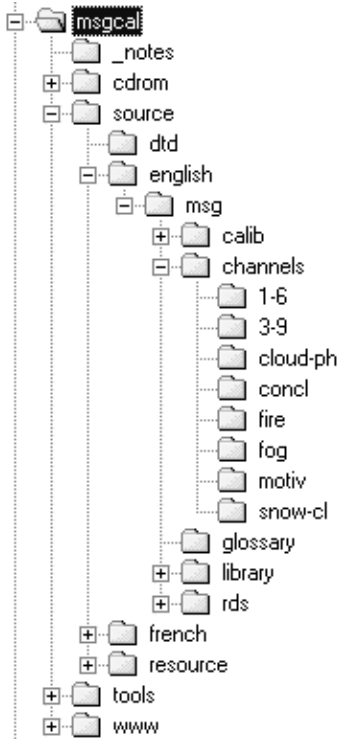 msgcal
_notes
cdrom
source
dtd
english
msg
calib
channels
1-6
3-9
cloud-ph
concl
fire
fog
motiv
snow-cl
glossary
library
rds
french
resource
tools
www